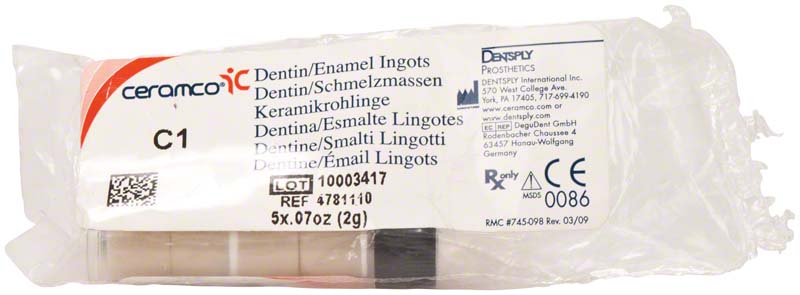 ceramco iC
C1
Dentin/Enamel Ingots
Dentin/Schmelzmassen
Keramikrohlinge
Dentina/Esmalte Lingotes
Dentine/Smalti Lingotti
Dentine/Émail Lingots
LOT 10003417
REF 4781110
5x.07oz (2g)
DENTSPLY
PROSTHETICS
DENTSPLY International Inc.
570 West College Ave.
York, PA 17405, 717-699-4190
www.ceramco.com or
www.dentsply.com
EC REP DeguDent GmbH
Rodenbacher Chaussee 4
63457 Hanau-Wolfgang
Germany
Rx only
MSDS
CE
0086
RMC #745-098 Rev. 03/09